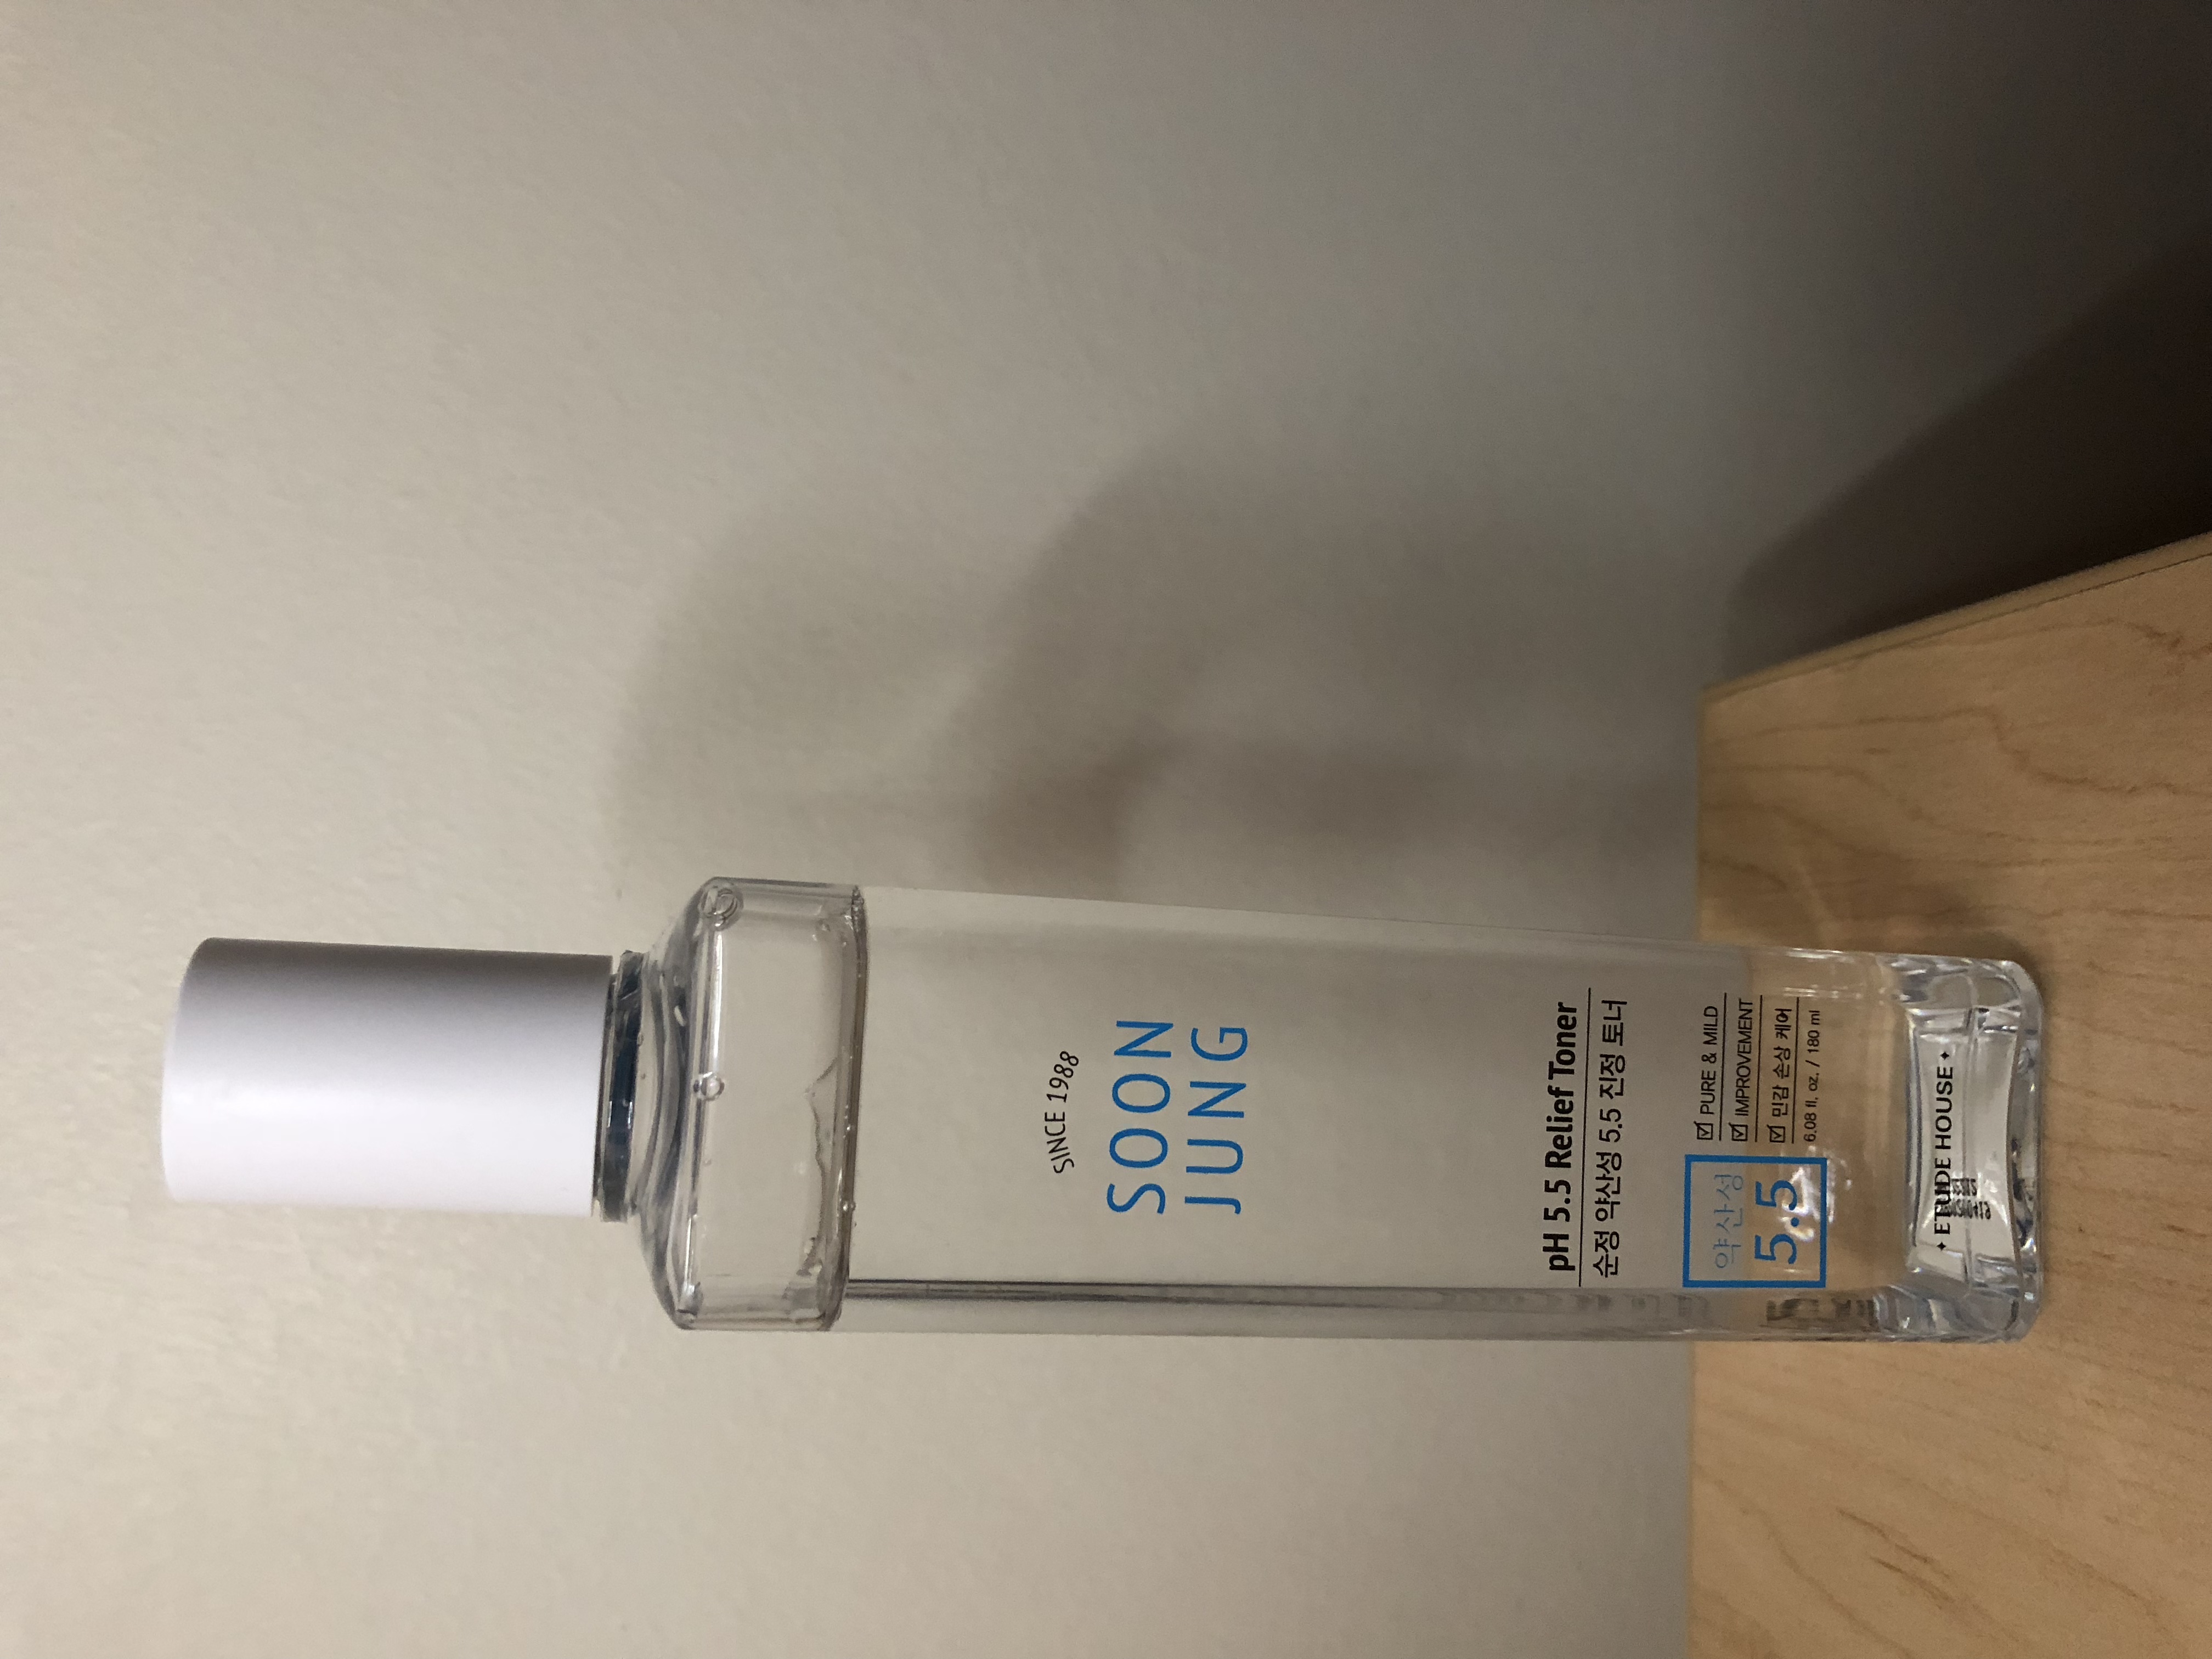 SINCE 1988
SOON
JUNG
pH 5.5 Relief Toner
순정 약산성 5.5 진정 토너
약산성
5.5
☑ PURE & MILD
☑ IMPROVEMENT
☑ 민감 손상 케어
6.08 fl. oz. / 180 ml
ETUDE HOUSE